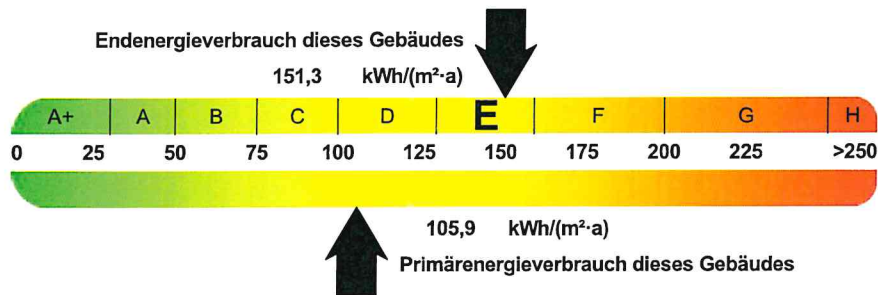 Endenergieverbrauch dieses Gebäudes
151,3 kWh/(m²·a)
A+ A B C D E F G H
0 25 50 75 100 125 150 175 200 225 >250
105,9 kWh/(m²·a)
Primärenergieverbrauch dieses Gebäudes